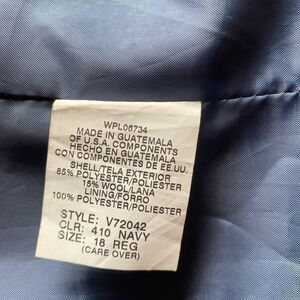 WPL06734
MADE IN GUATEMALA
OF U.S.A. COMPONENTS
HECHO EN GUATEMALA
CON COMPONENTES DE EE.UU.
SHELL/TELA EXTERIOR
85% POLYESTER/POLIESTER
15% WOOL/LANA
LINING/FORRO
100% POLYESTER/POLIESTER
STYLE: V72042
CLR: 410 NAVY
SIZE: 18 REG
(CARE OVER)